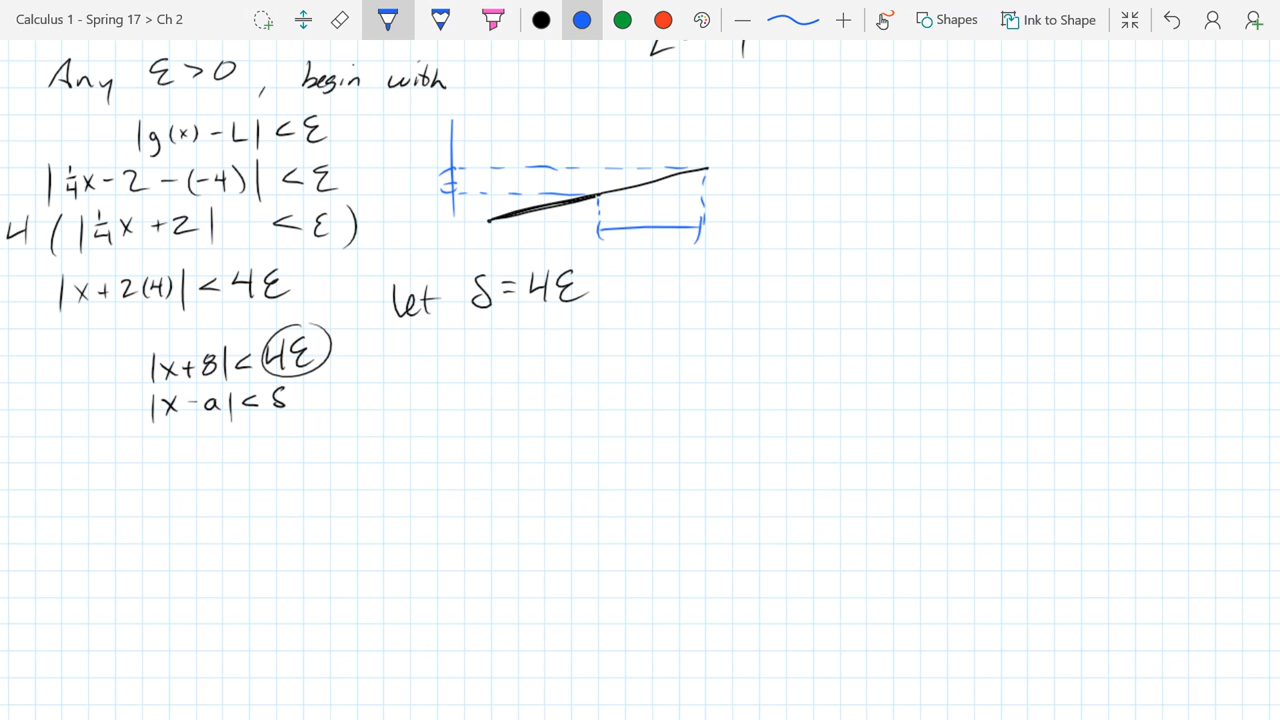 Calculus 1 - Spring 17 > Ch 2
Shapes
Ink to Shape
Any ε > 0, begin with
|g(x) - L| < ε
|¼x - 2 - (-4)| < ε
4 ( |¼x + 2| < ε )
|x + 2(4)| < 4ε
let δ = 4ε
|x + 8| < 4ε
|x - a| < δ